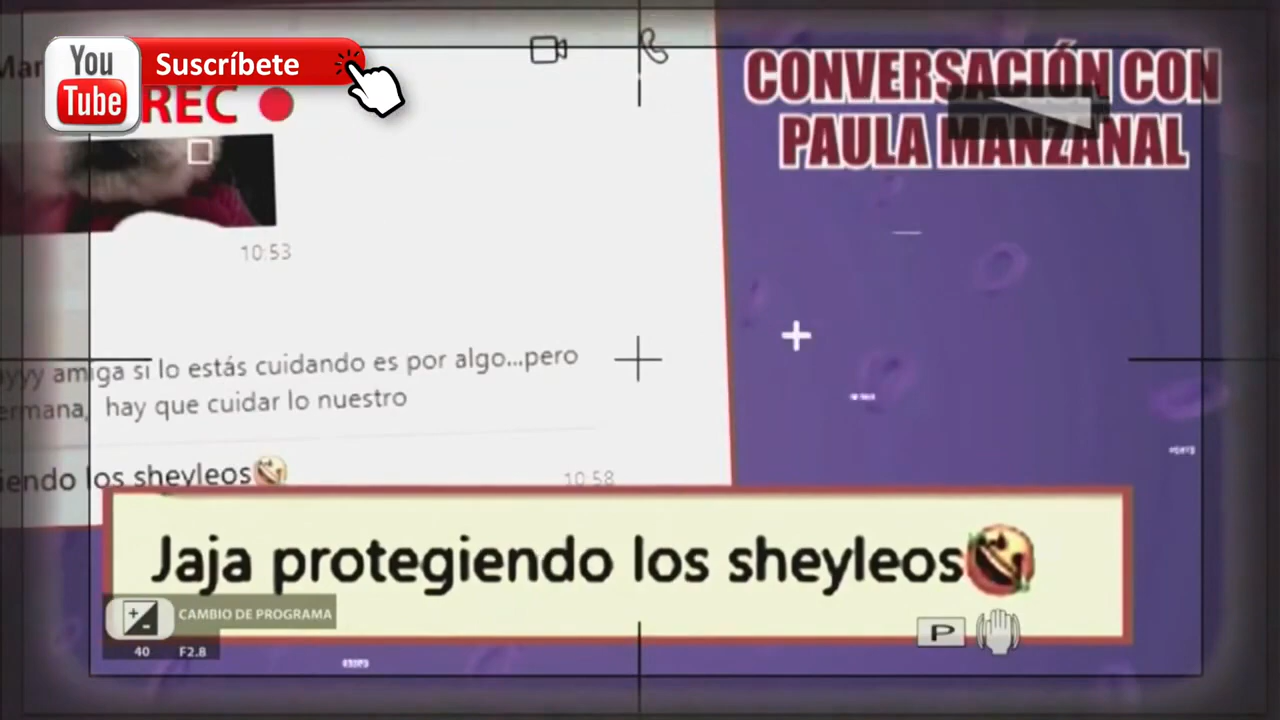 You
Tube
Suscríbete
REC
CONVERSACIÓN CON
PAULA MANZANAL
10:53
amiga si lo estás cuidando es por algo...pero
hay que cuidar lo nuestro
los sheyleos🤣
10:58
Jaja protegiendo los sheyleos🤣
CAMBIO DE PROGRAMA
40 F2.8
P